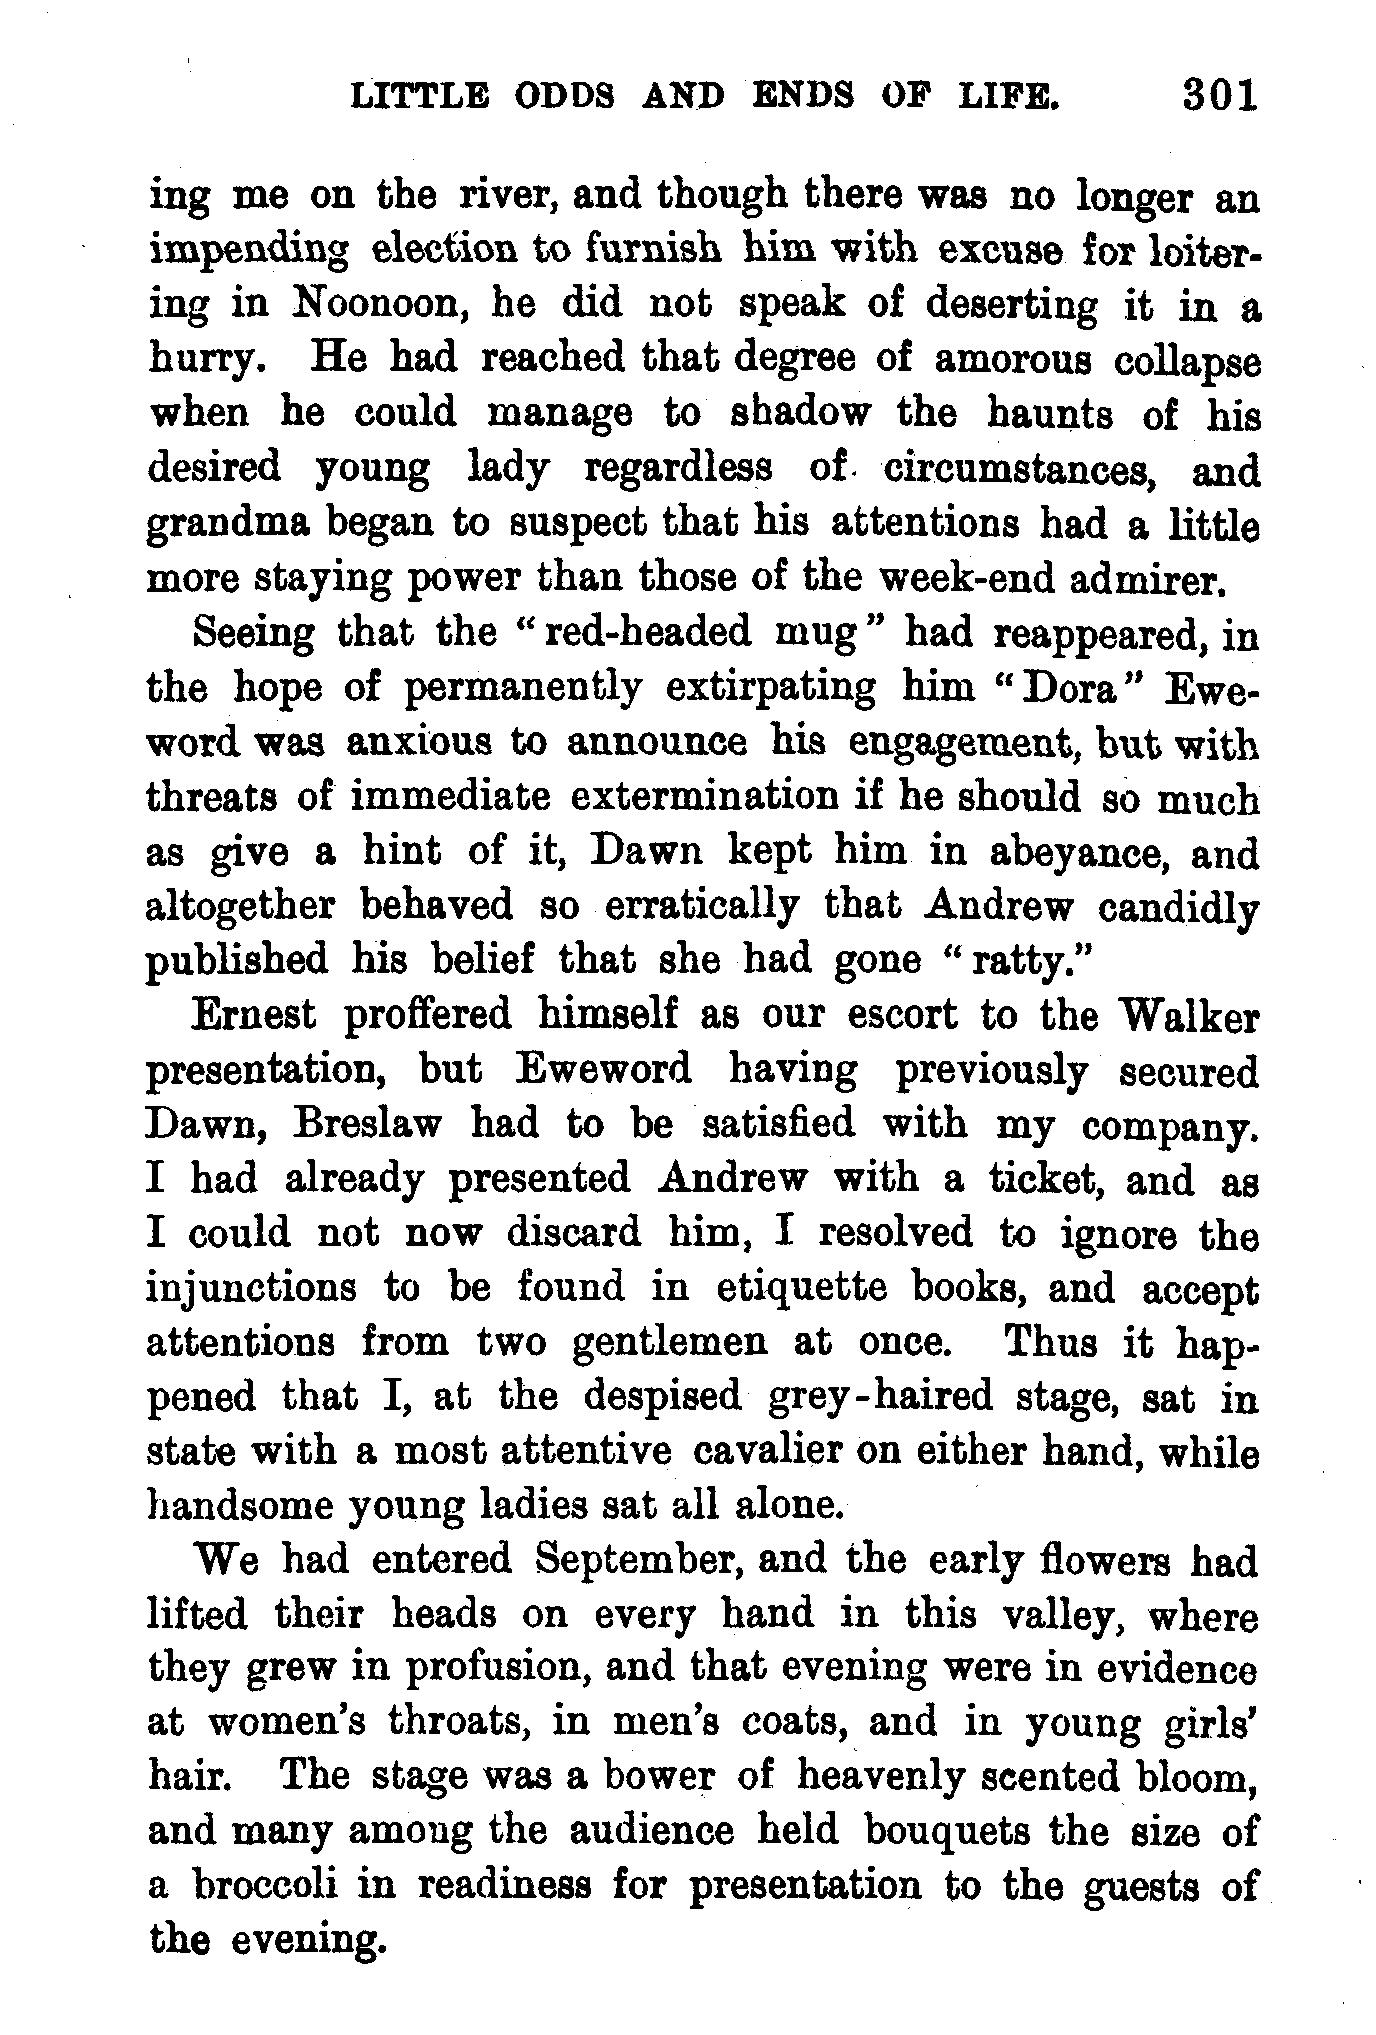 LITTLE ODDS AND ENDS OF LIFE. 301
ing me on the river, and though there was no longer an
impending election to furnish him with excuse for loiter-
ing in Noonoon, he did not speak of deserting it in a
hurry. He had reached that degree of amorous collapse
when he could manage to shadow the haunts of his
desired young lady regardless of circumstances, and
grandma began to suspect that his attentions had a little
more staying power than those of the week-end admirer.
Seeing that the "red-headed mug" had reappeared, in
the hope of permanently extirpating him "Dora" Ewe-
word was anxious to announce his engagement, but with
threats of immediate extermination if he should so much
as give a hint of it, Dawn kept him in abeyance, and
altogether behaved so erratically that Andrew candidly
published his belief that she had gone "ratty."
Ernest proffered himself as our escort to the Walker
presentation, but Eweword having previously secured
Dawn, Breslaw had to be satisfied with my company.
I had already presented Andrew with a ticket, and as
I could not now discard him, I resolved to ignore the
injunctions to be found in etiquette books, and accept
attentions from two gentlemen at once. Thus it hap-
pened that I, at the despised grey-haired stage, sat in
state with a most attentive cavalier on either hand, while
handsome young ladies sat all alone.
We had entered September, and the early flowers had
lifted their heads on every hand in this valley, where
they grew in profusion, and that evening were in evidence
at women's throats, in men's coats, and in young girls'
hair. The stage was a bower of heavenly scented bloom,
and many among the audience held bouquets the size of
a broccoli in readiness for presentation to the guests of
the evening.